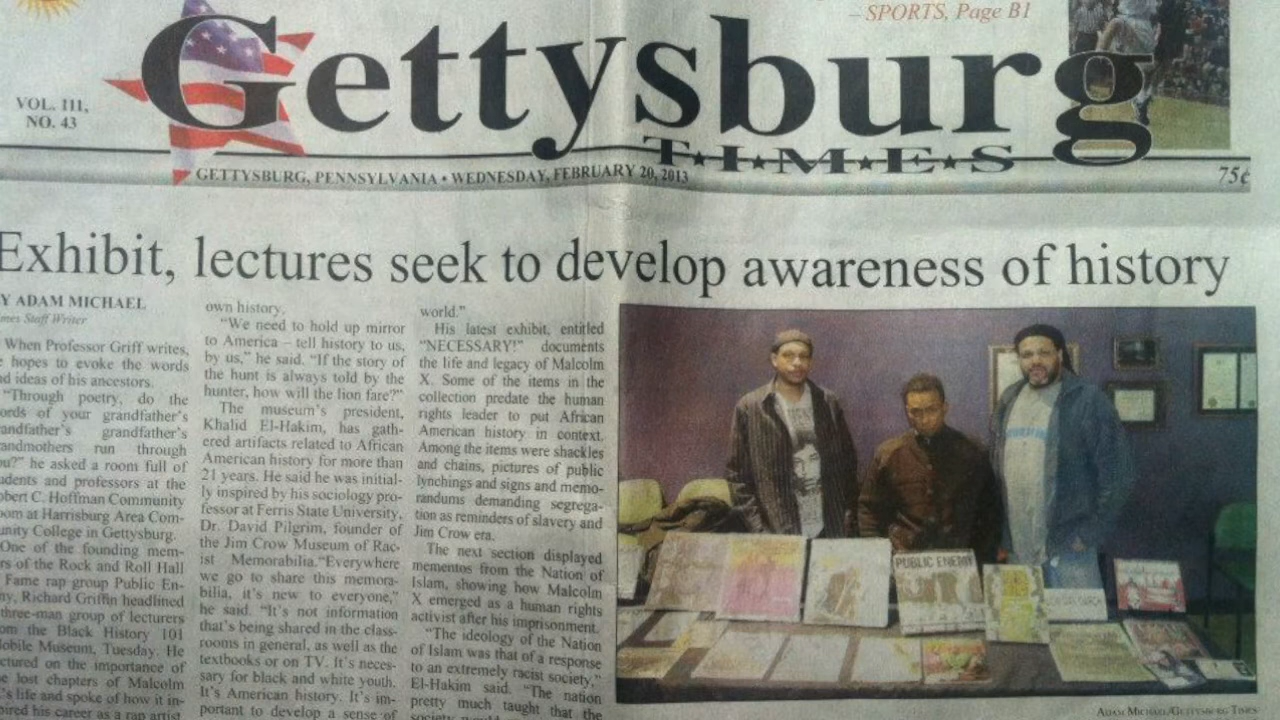 – SPORTS, Page B1
VOL. 111,
NO. 43
Gettysburg
T★I★M★E★S
GETTYSBURG, PENNSYLVANIA • WEDNESDAY, FEBRUARY 20, 2013
75¢
Exhibit, lectures seek to develop awareness of history
Y ADAM MICHAEL
mes Staff Writer
When Professor Griff writes,
e hopes to evoke the words
nd ideas of his ancestors.
"Through poetry, do the
ords of your grandfather's
andfather's grandfather's
andmothers run through
ou?" he asked a room full of
udents and professors at the
obert C. Hoffman Community
oom at Harrisburg Area Com-
unity College in Gettysburg.
One of the founding mem-
rs of the Rock and Roll Hall
Fame rap group Public En-
my, Richard Griffin headlined
three-man group of lecturers
om the Black History 101
obile Museum, Tuesday. He
ctured on the importance of
e lost chapters of Malcolm
's life and spoke of how it in-
pired his career as a rap artist
own history.
"We need to hold up mirror
to America – tell history to us,
by us," he said. "If the story of
the hunt is always told by the
hunter, how will the lion fare?"
The museum's president,
Khalid El-Hakim, has gath-
ered artifacts related to African
American history for more than
21 years. He said he was initial-
ly inspired by his sociology pro-
fessor at Ferris State University,
Dr. David Pilgrim, founder of
the Jim Crow Museum of Rac-
ist Memorabilia."Everywhere
we go to share this memora-
bilia, it's new to everyone,"
he said. "It's not information
that's being shared in the class-
rooms in general, as well as the
textbooks or on TV. It's neces-
sary for black and white youth.
It's American history. It's im-
portant to develop a sense of
world."
His latest exhibit, entitled
"NECESSARY!" documents
the life and legacy of Malcolm
X. Some of the items in the
collection predate the human
rights leader to put African
American history in context.
Among the items were shackles
and chains, pictures of public
lynchings and signs and memo-
randums demanding segrega-
tion as reminders of slavery and
Jim Crow era.
The next section displayed
mementos from the Nation of
Islam, showing how Malcolm
X emerged as a human rights
activist after his imprisonment.
"The ideology of the Nation
of Islam was that of a response
to an extremely racist society,"
El-Hakim said. "The nation
pretty much taught that the
PUBLIC ENEMY
ADAM MICHAEL/GETTYSBURG TIMES